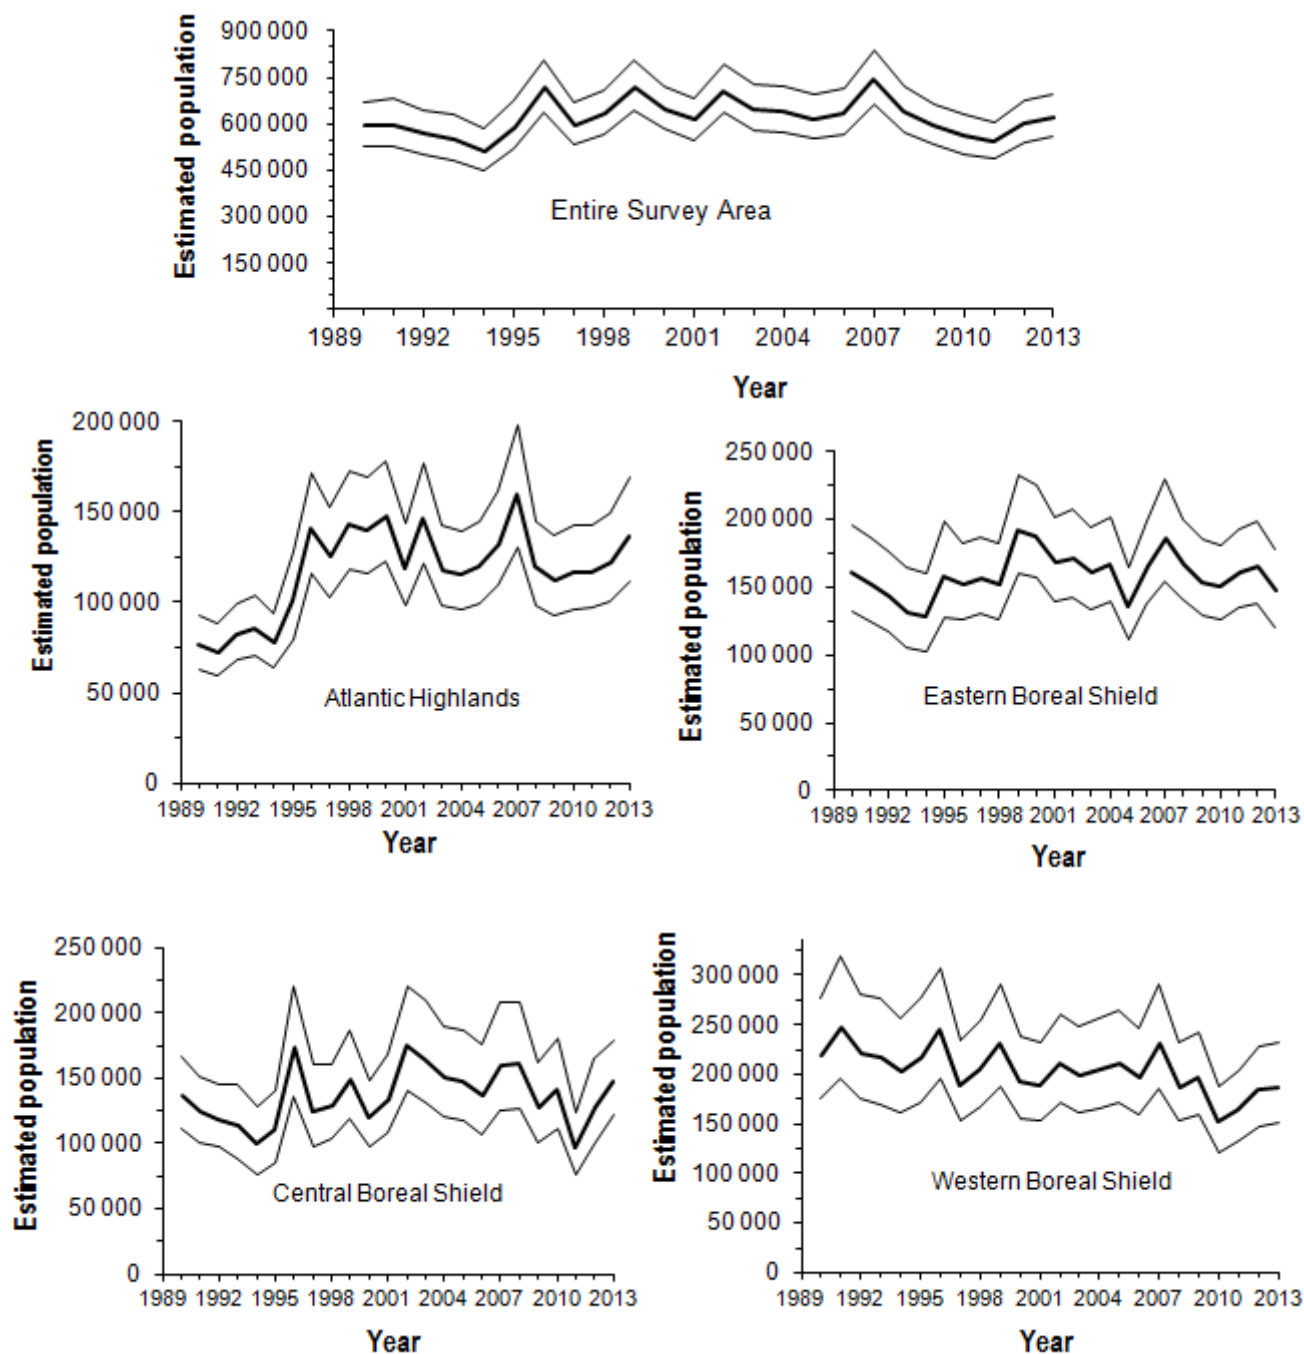 900 000
750 000
600 000
450 000
300 000
150 000
Estimated population
Entire Survey Area
1989 1992 1995 1998 2001 2004 2007 2010 2013
Year
200 000
150 000
100 000
50 000
0
Estimated population
Atlantic Highlands
1989 1992 1995 1998 2001 2004 2007 2010 2013
Year
250 000
200 000
150 000
100 000
50 000
0
Estimated population
Eastern Boreal Shield
1989 1992 1995 1998 2001 2004 2007 2010 2013
Year
250 000
200 000
150 000
100 000
50 000
0
Estimated population
Central Boreal Shield
1989 1992 1995 1998 2001 2004 2007 2010 2013
Year
300 000
250 000
200 000
150 000
100 000
50 000
0
Estimated population
Western Boreal Shield
1989 1992 1995 1998 2001 2004 2007 2010 2013
Year